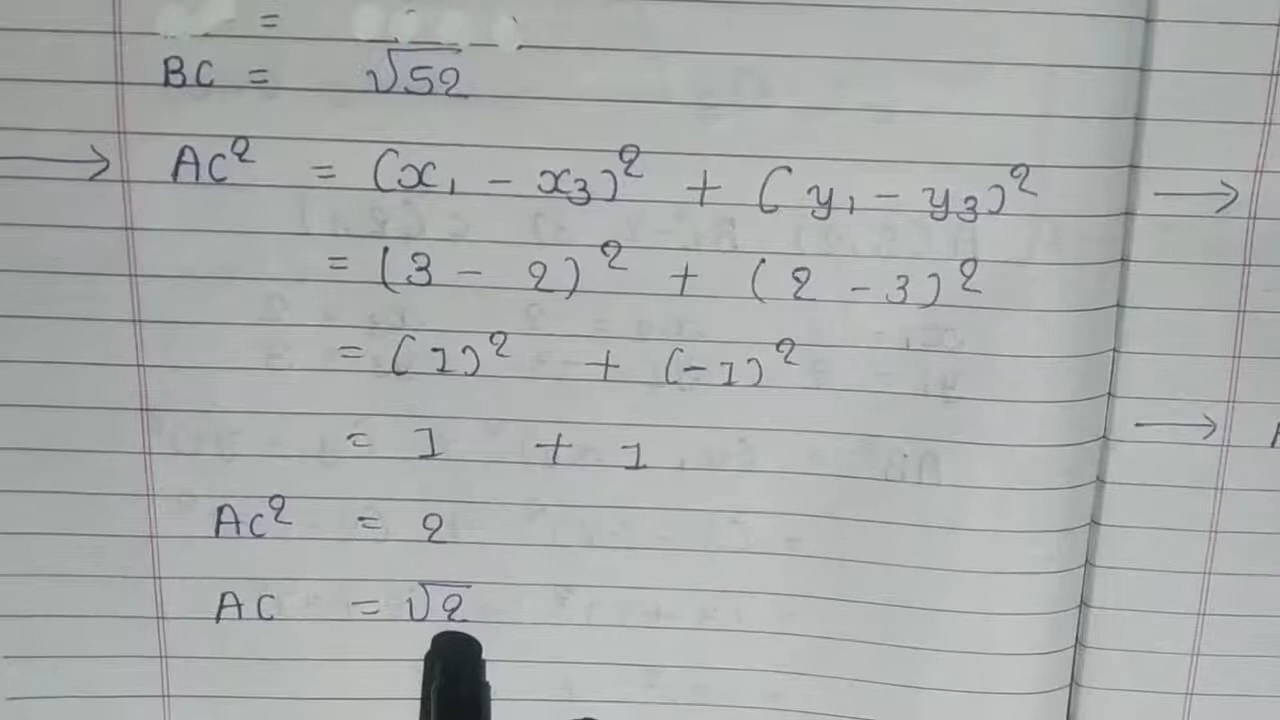 =
BC = √52
→ AC² = (x₁ - x₃)² + (y₁ - y₃)² →
= (3 - 2)² + (2 - 3)²
= (1)² + (-1)²
= 1 + 1 →
AC² = 2
AC = √2